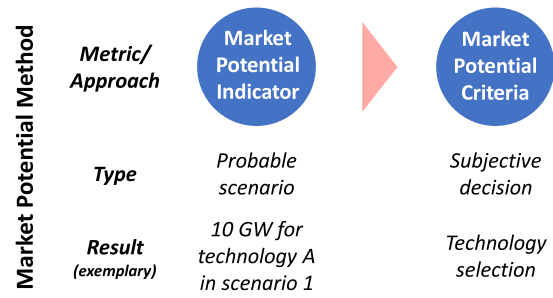 Market Potential Method
Metric/
Approach
Market
Potential
Indicator
Market
Potential
Criteria
Type
Probable
scenario
Subjective
decision
Result
(exemplary)
10 GW for
technology A
in scenario 1
Technology
selection